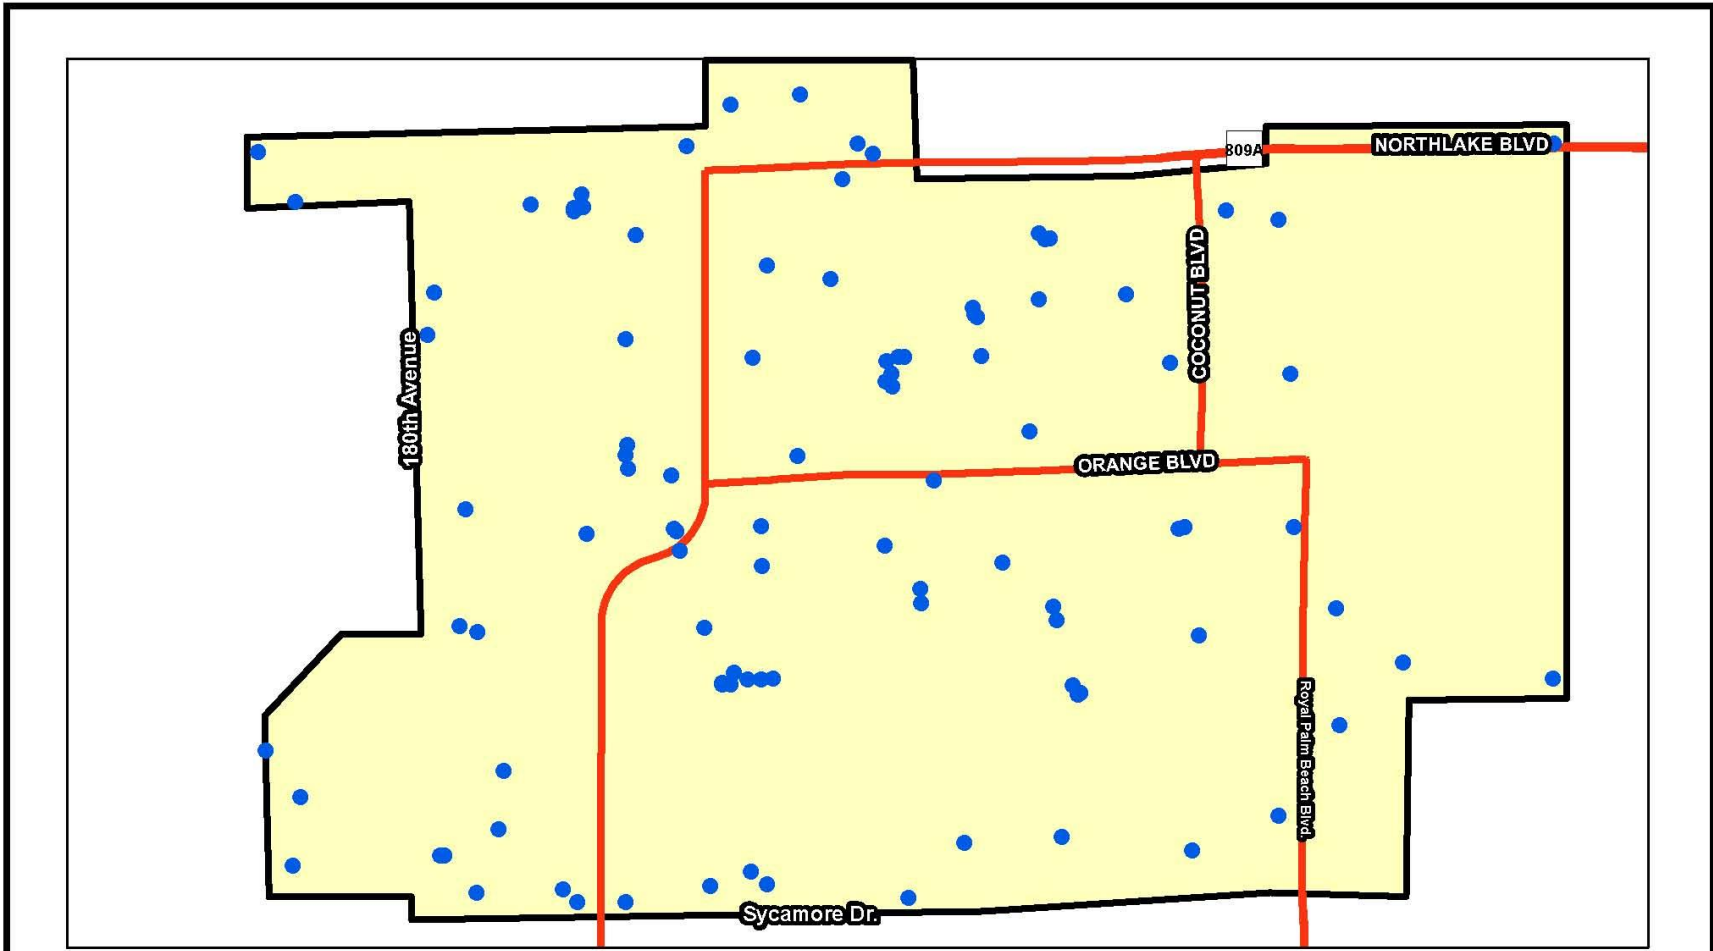 809A
NORTHLAKE BLVD
COCONUT BLVD
180th Avenue
ORANGE BLVD
Royal Palm Beach Blvd.
Sycamore Dr.